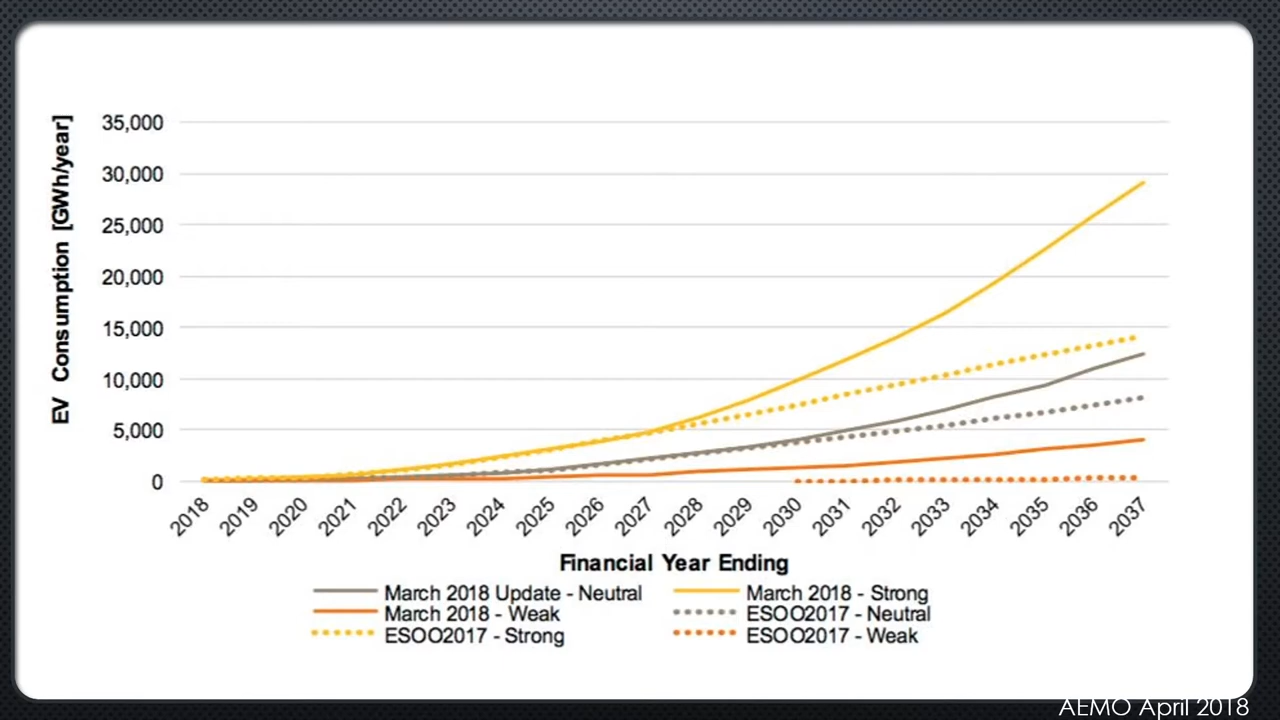 EV Consumption [GWh/year]
35,000
30,000
25,000
20,000
15,000
10,000
5,000
0
2018 2019 2020 2021 2022 2023 2024 2025 2026 2027 2028 2029 2030 2031 2032 2033 2034 2035 2036 2037
Financial Year Ending
March 2018 Update - Neutral March 2018 - Strong
March 2018 - Weak ESOO2017 - Neutral
ESOO2017 - Strong ESOO2017 - Weak
AEMO April 2018